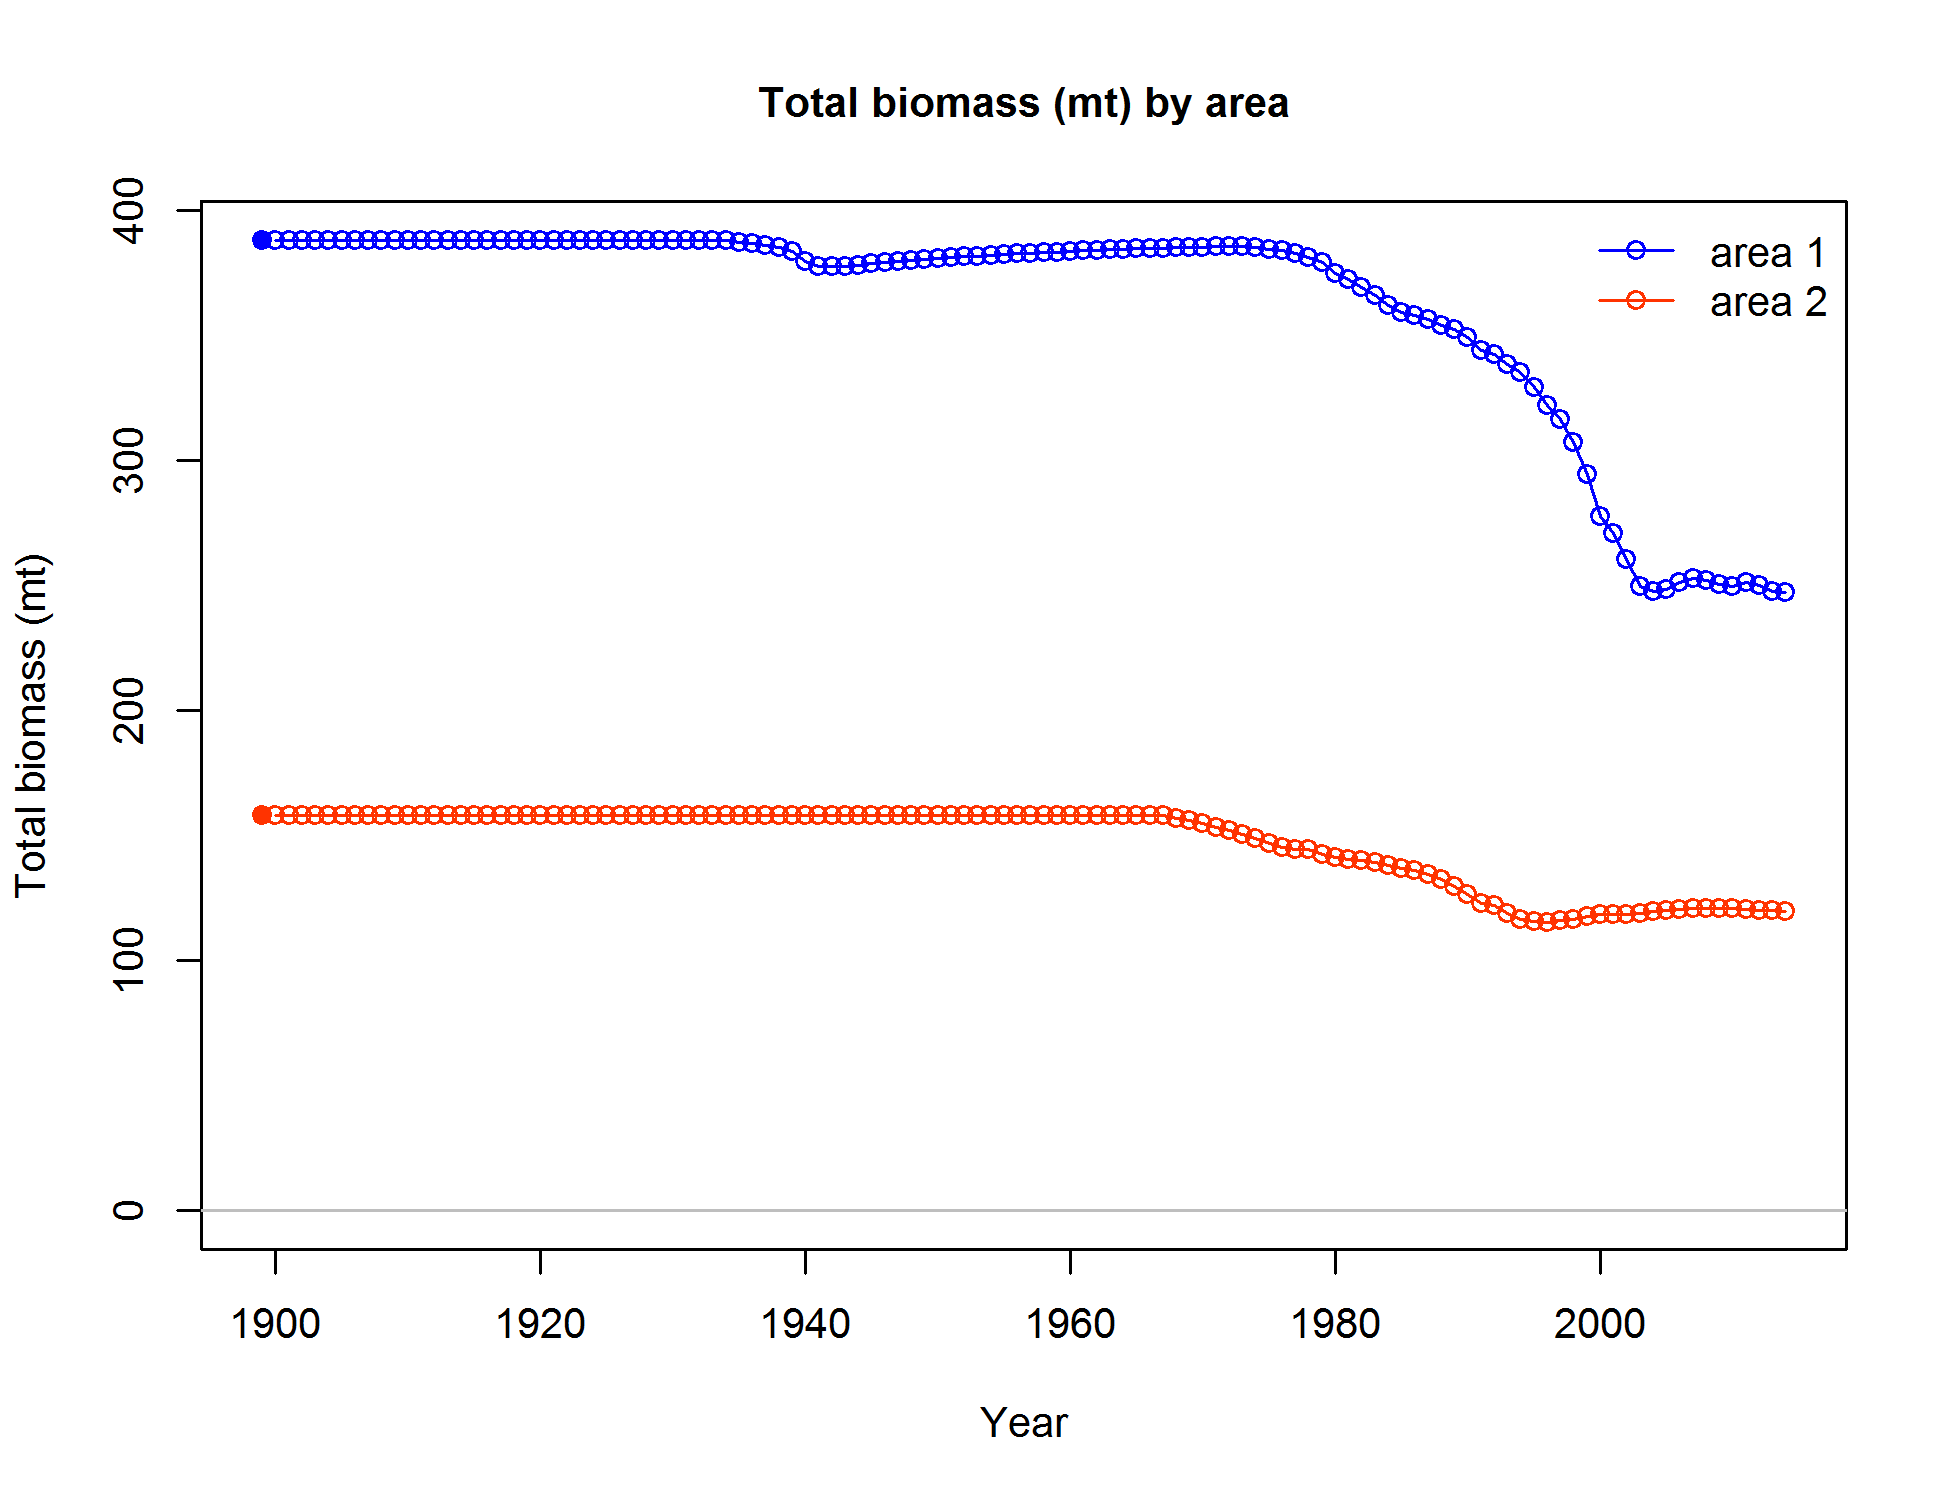 Total biomass (mt) by area
area 1
area 2
400
300
200
100
0
Total biomass (mt)
1900 1920 1940 1960 1980 2000
Year